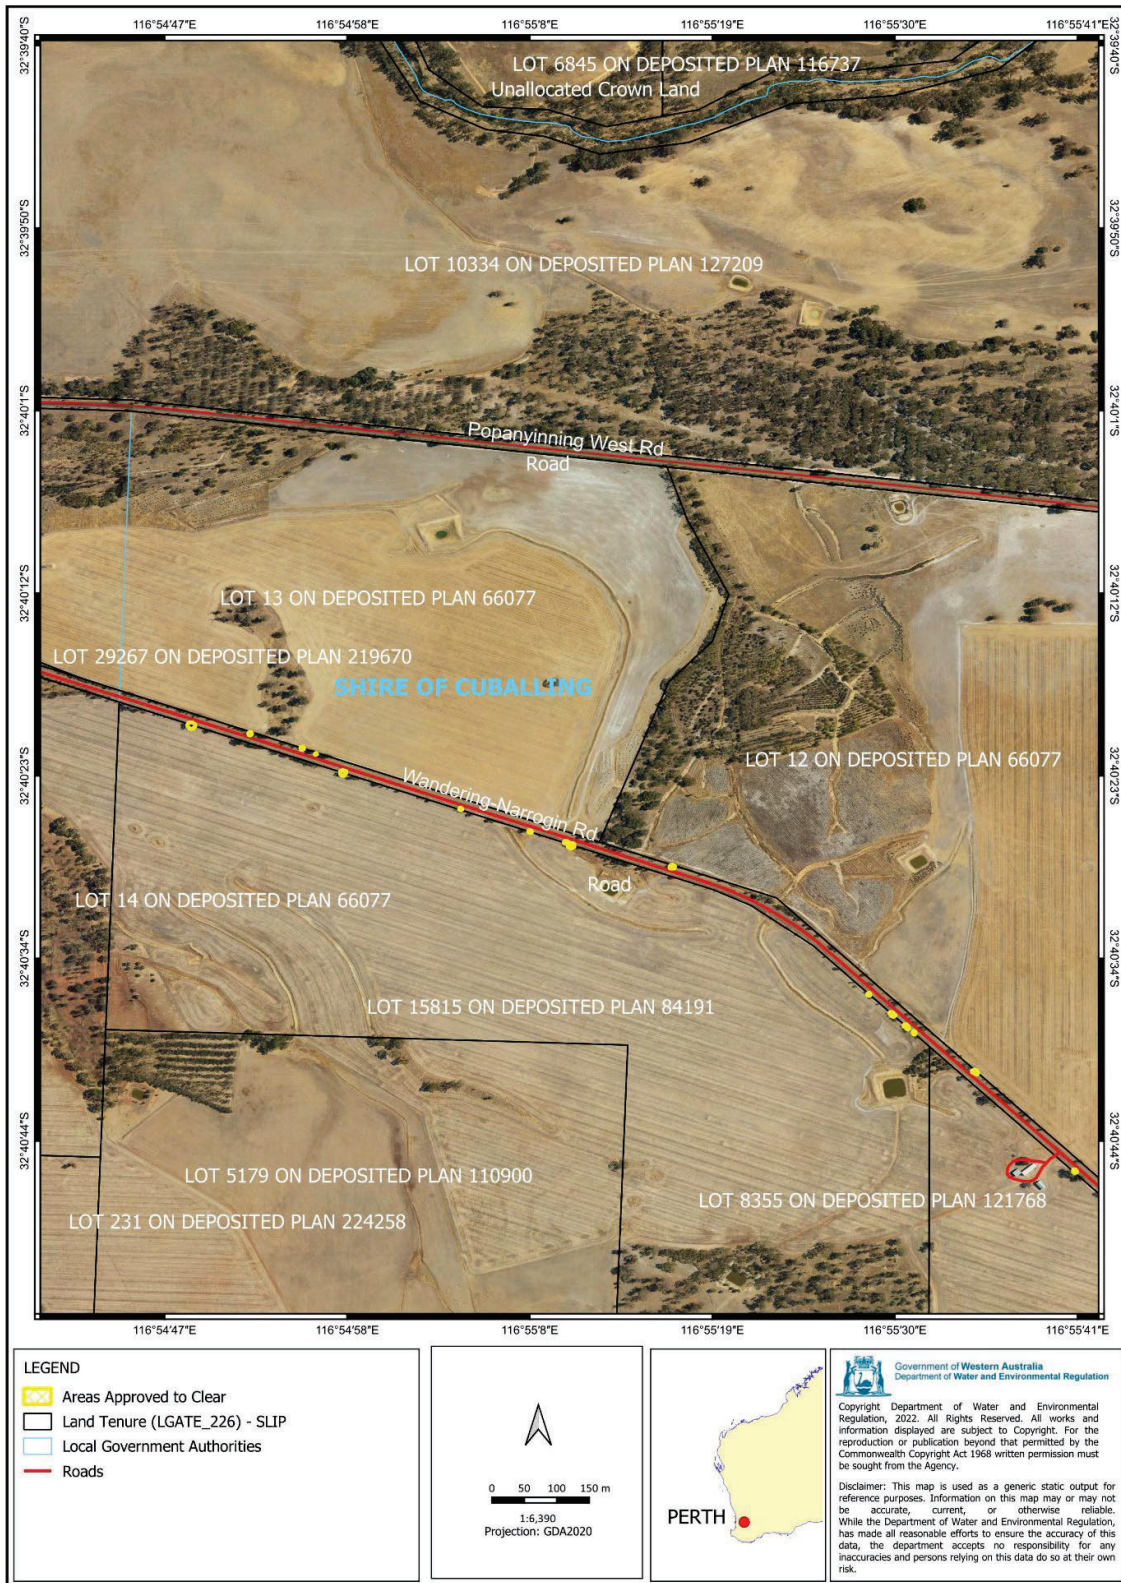 116°54'47"E 116°54'58"E 116°55'8"E 116°55'19"E 116°55'30"E 116°55'41"E
32°39'40"S
32°39'40"S
LOT 6845 ON DEPOSITED PLAN 116737
Unallocated Crown Land
32°39'50"S
32°39'50"S
LOT 10334 ON DEPOSITED PLAN 127209
32°40'1"S
32°40'1"S
Popanyinning West Rd
Road
32°40'12"S
32°40'12"S
LOT 13 ON DEPOSITED PLAN 66077
LOT 29267 ON DEPOSITED PLAN 219670
SHIRE OF CUBALLING
32°40'23"S
32°40'23"S
LOT 12 ON DEPOSITED PLAN 66077
Wandering-Narrogin Rd
Road
LOT 14 ON DEPOSITED PLAN 66077
32°40'34"S
32°40'34"S
LOT 15815 ON DEPOSITED PLAN 84191
32°40'44"S
32°40'44"S
LOT 5179 ON DEPOSITED PLAN 110900
LOT 8355 ON DEPOSITED PLAN 121768
LOT 231 ON DEPOSITED PLAN 224258
116°54'47"E 116°54'58"E 116°55'8"E 116°55'19"E 116°55'30"E 116°55'41"E
LEGEND
Areas Approved to Clear
Land Tenure (LGATE_226) - SLIP
Local Government Authorities
Roads
0 50 100 150 m
1:6,390
Projection: GDA2020
PERTH
Government of Western Australia
Department of Water and Environmental Regulation
Copyright Department of Water and Environmental
Regulation, 2022. All Rights Reserved. All works and
information displayed are subject to Copyright. For the
reproduction or publication beyond that permitted by the
Commonwealth Copyright Act 1968 written permission must
be sought from the Agency.
Disclaimer: This map is used as a generic static output for
reference purposes. Information on this map may or may not
be accurate, current, or otherwise reliable.
While the Department of Water and Environmental Regulation,
has made all reasonable efforts to ensure the accuracy of this
data, the department accepts no responsibility for any
inaccuracies and persons relying on this data do so at their own
risk.